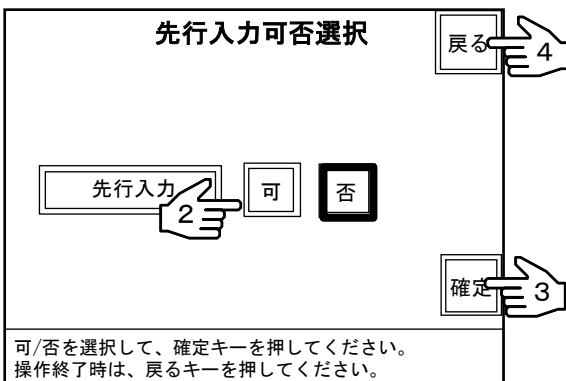 先行入力可否選択
戻る
4
先行入力
2
可
否
確定
3
可/否を選択して、確定キーを押してください。
操作終了時は、戻るキーを押してください。